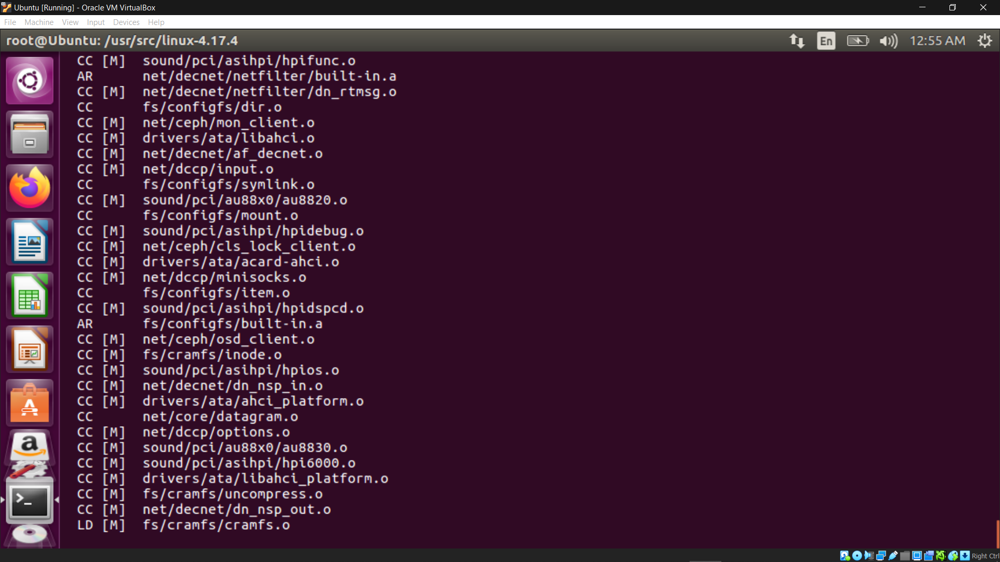 Ubuntu [Running] - Oracle VM VirtualBox
File Machine View Input Devices Help
root@Ubuntu: /usr/src/linux-4.17.4
En
12:55 AM
CC [M] sound/pci/asihpi/hpifunc.o
AR net/decnet/netfilter/built-in.a
CC [M] net/decnet/netfilter/dn_rtmsg.o
CC fs/configfs/dir.o
CC [M] net/ceph/mon_client.o
CC [M] drivers/ata/libahci.o
CC [M] net/decnet/af_decnet.o
CC [M] net/dccp/input.o
CC fs/configfs/symlink.o
CC [M] sound/pci/au88x0/au8820.o
CC fs/configfs/mount.o
CC [M] sound/pci/asihpi/hpidebug.o
CC [M] net/ceph/cls_lock_client.o
CC [M] drivers/ata/acard-ahci.o
CC [M] net/dccp/minisocks.o
CC fs/configfs/item.o
CC [M] sound/pci/asihpi/hpidspcd.o
AR fs/configfs/built-in.a
CC [M] net/ceph/osd_client.o
CC [M] fs/cramfs/inode.o
CC [M] sound/pci/asihpi/hpios.o
CC [M] net/decnet/dn_nsp_in.o
CC [M] drivers/ata/ahci_platform.o
CC net/core/datagram.o
CC [M] net/dccp/options.o
CC [M] sound/pci/au88x0/au8830.o
CC [M] sound/pci/asihpi/hpi6000.o
CC [M] drivers/ata/libahci_platform.o
CC [M] fs/cramfs/uncompress.o
CC [M] net/decnet/dn_nsp_out.o
LD [M] fs/cramfs/cramfs.o
Right Ctrl